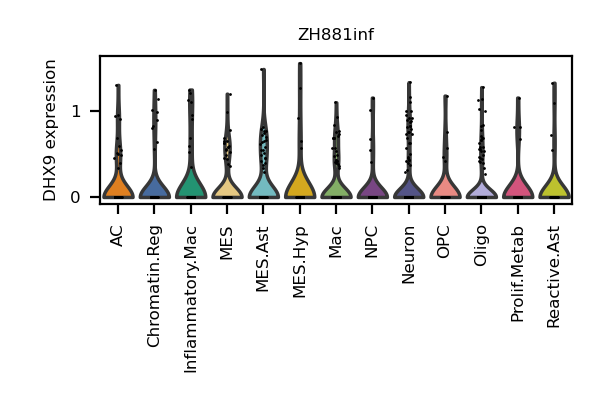 ZH881inf
DHX9 expression
1
0
AC
Chromatin.Reg
Inflammatory.Mac
MES
MES.Ast
MES.Hyp
Mac
NPC
Neuron
OPC
Oligo
Prolif.Metab
Reactive.Ast